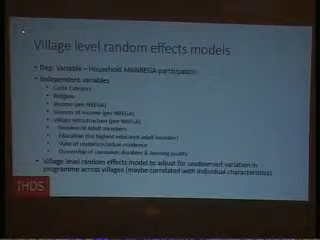 Village level random effects models
• Dep. Variable – Household MGNREGA participation
• Independent variables
• Caste Category
• Religion
• Income (pre NREGA)
• Sources of income (pre NREGA)
• Village infrastructure (pre NREGA)
• Number of Adult members
• Education (for highest educated adult member)
• State of residence/urban residence
• Ownership of consumer durables & housing quality
• Village level random effects model to adjust for unobserved variation in
programme across villages (maybe correlated with individual characteristics)
IHDS